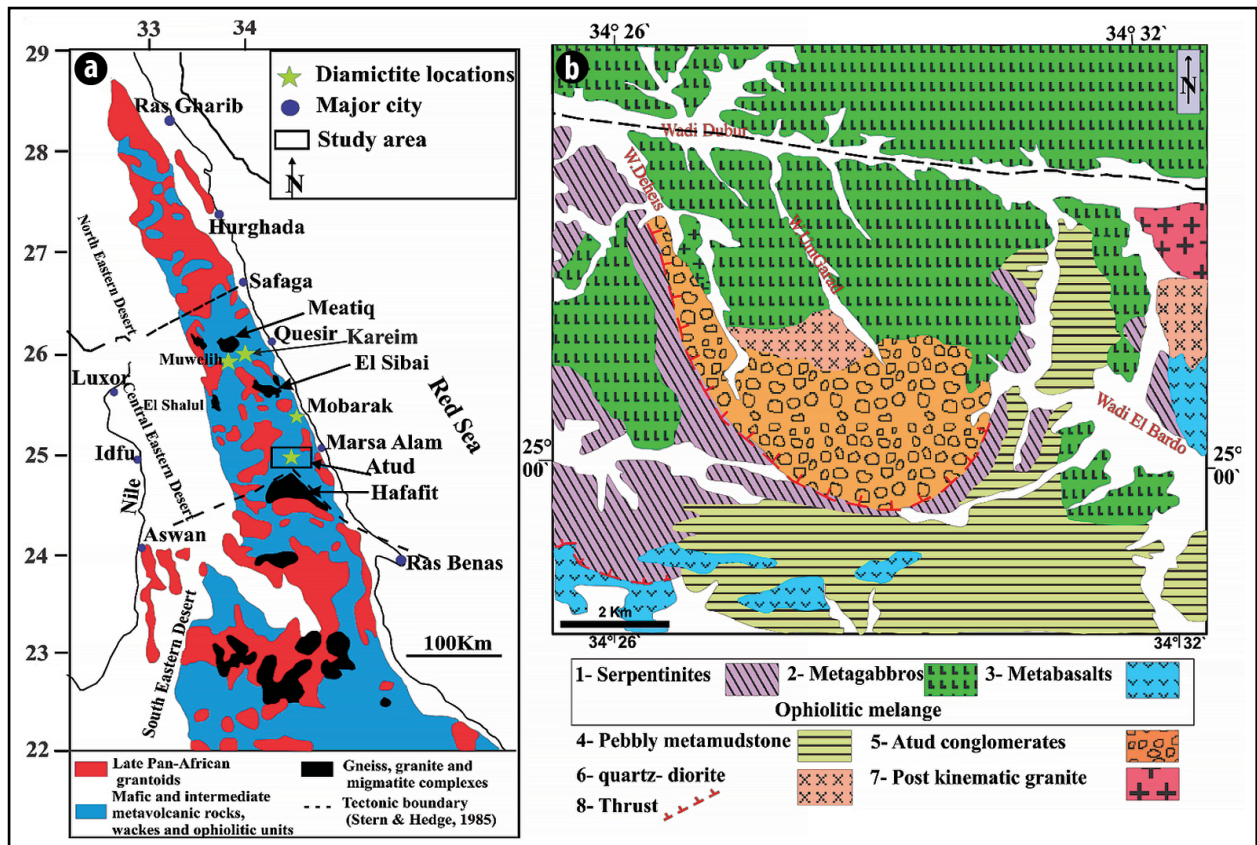 33
34
29
28
27
26
25
24
23
22
a
Diamictite locations
Major city
Study area
N
Ras Gharib
Hurghada
North Eastern Desert
Safaga
Meatiq
Quesir
Kareim
Muwelih
El Sibai
Luxor
El Shalul
Mobarak
Red Sea
Central Eastern Desert
Marsa Alam
Idfu
Atud
Nile
Hafafit
Aswan
Ras Benas
South Eastern Desert
100Km
Late Pan-African
grantoids
Mafic and intermediate
metavolcanic rocks,
wackes and ophiolitic units
Gneiss, granite and
migmatite complexes
Tectonic boundary
(Stern & Hedge, 1985)
34° 26`
34° 32`
b
N
Wadi Dubur
W.Deheis
W.UmGarad
Wadi El Bardo
25°
00`
25°
00`
2 Km
34° 26`
34° 32`
1- Serpentinites
2- Metagabbros
3- Metabasalts
Ophiolitic melange
4- Pebbly metamudstone
5- Atud conglomerates
6- quartz- diorite
7- Post kinematic granite
8- Thrust